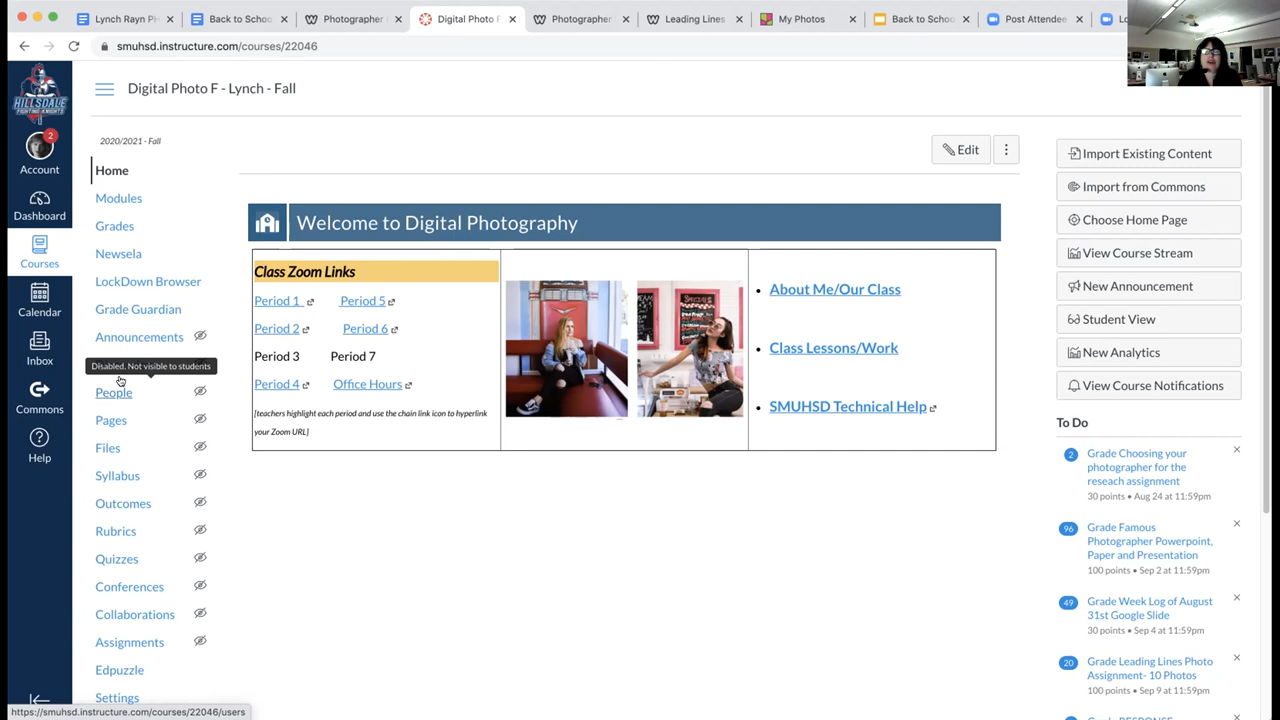 Lynch Rayn PH
Back to Schoo
Photographer
Digital Photo F
Photographer
Leading Lines
My Photos
Back to Schoo
Post Attendee
smuhsd.instructure.com/courses/22046
HILLSDALE
FIGHTING KNIGHTS
2
Account
Dashboard
Courses
Calendar
Inbox
Commons
Help
Digital Photo F - Lynch - Fall
2020/2021 - Fall
Home
Modules
Grades
Newsela
LockDown Browser
Grade Guardian
Announcements
Disabled. Not visible to students
People
Pages
Files
Syllabus
Outcomes
Rubrics
Quizzes
Conferences
Collaborations
Assignments
Edpuzzle
Settings
https://smuhsd.instructure.com/courses/22046/users
Edit
Welcome to Digital Photography
Class Zoom Links
Period 1 Period 5
Period 2 Period 6
Period 3 Period 7
Period 4 Office Hours
[teachers highlight each period and use the chain link icon to hyperlink
your Zoom URL]
SPECIALS
About Me/Our Class
Class Lessons/Work
SMUHSD Technical Help
Import Existing Content
Import from Commons
Choose Home Page
View Course Stream
New Announcement
Student View
New Analytics
View Course Notifications
To Do
2
Grade Choosing your
photographer for the
reseach assignment
30 points • Aug 24 at 11:59pm
96
Grade Famous
Photographer Powerpoint,
Paper and Presentation
100 points • Sep 2 at 11:59pm
49
Grade Week Log of August
31st Google Slide
30 points • Sep 4 at 11:59pm
20
Grade Leading Lines Photo
Assignment- 10 Photos
100 points • Sep 9 at 11:59pm